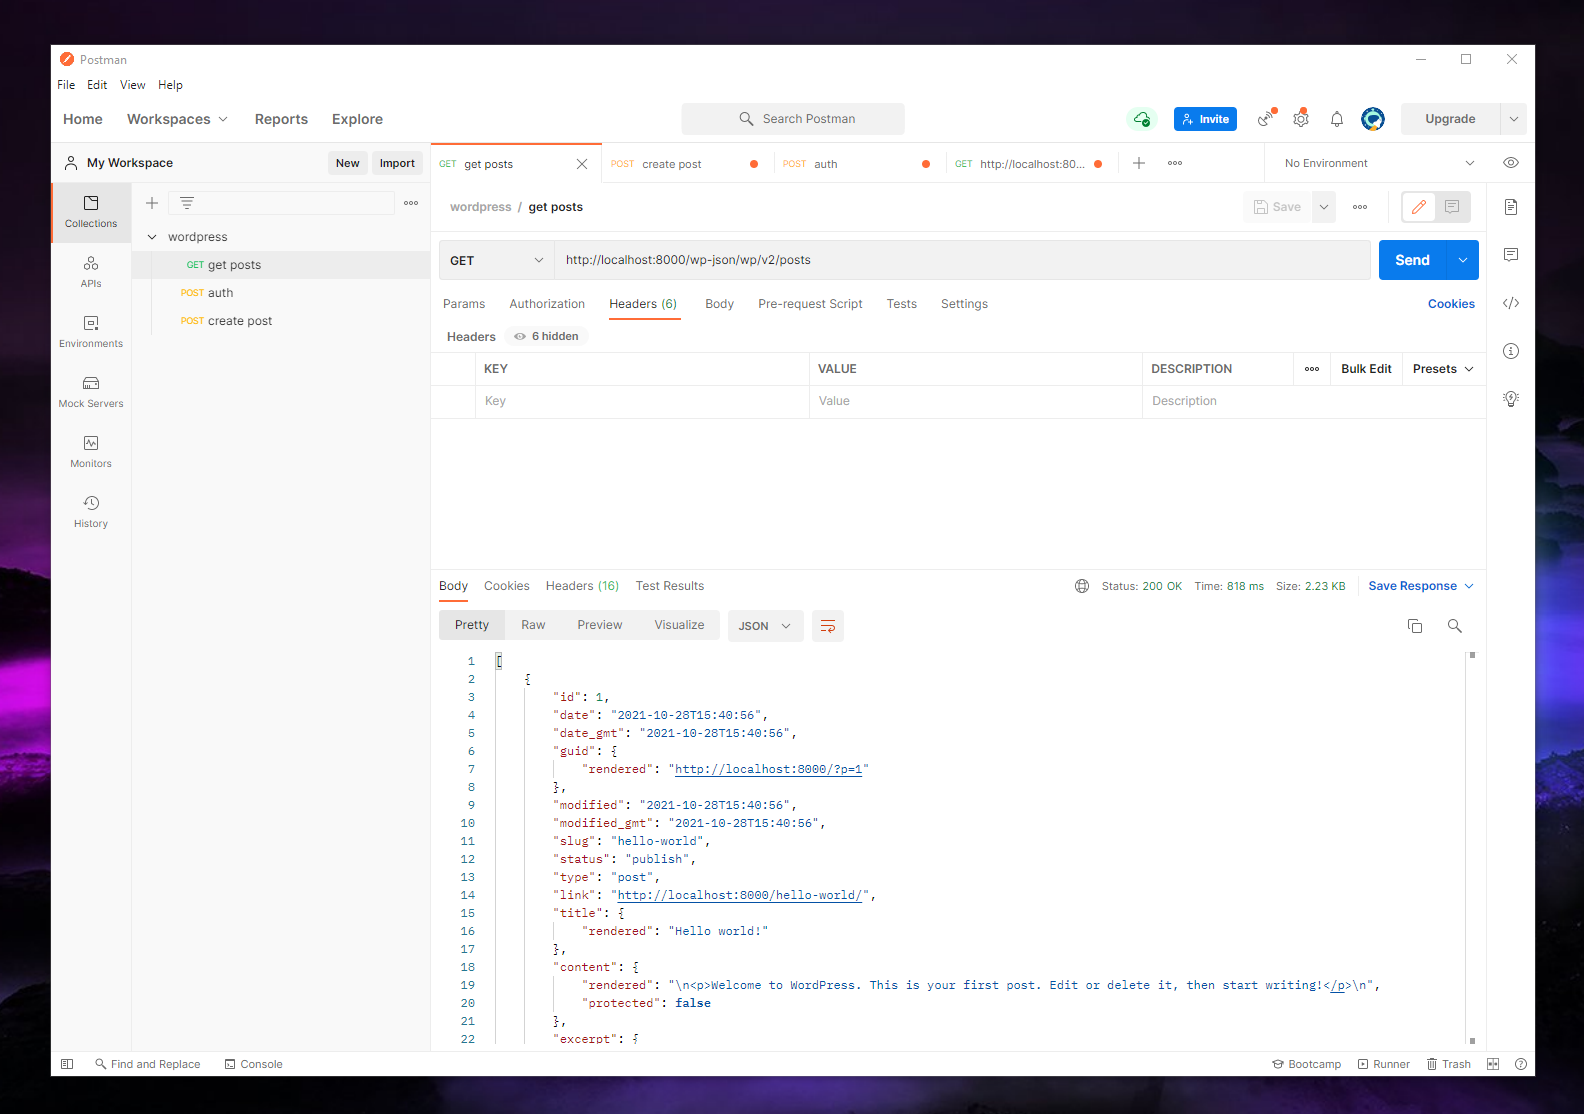 Postman
File Edit View Help
Home Workspaces Reports Explore Search Postman Invite Upgrade
My Workspace New Import GET get posts POST create post POST auth GET http://localhost:80... No Environment
Collections
wordpress / get posts Save
wordpress
GET get posts
POST auth
POST create post
APIs
Environments
Mock Servers
Monitors
History
GET http://localhost:8000/wp-json/wp/v2/posts Send
Params Authorization Headers (6) Body Pre-request Script Tests Settings Cookies
Headers 6 hidden
KEY VALUE DESCRIPTION Bulk Edit Presets
Key Value Description
Body Cookies Headers (16) Test Results Status: 200 OK Time: 818 ms Size: 2.23 KB Save Response
Pretty Raw Preview Visualize JSON
1 [
2 {
3 "id": 1,
4 "date": "2021-10-28T15:40:56",
5 "date_gmt": "2021-10-28T15:40:56",
6 "guid": {
7 "rendered": "http://localhost:8000/?p=1"
8 },
9 "modified": "2021-10-28T15:40:56",
10 "modified_gmt": "2021-10-28T15:40:56",
11 "slug": "hello-world",
12 "status": "publish",
13 "type": "post",
14 "link": "http://localhost:8000/hello-world/",
15 "title": {
16 "rendered": "Hello world!"
17 },
18 "content": {
19 "rendered": "\n<p>Welcome to WordPress. This is your first post. Edit or delete it, then start writing!</p>\n",
20 "protected": false
21 },
22 "excerpt": {
Find and Replace Console Bootcamp Runner Trash